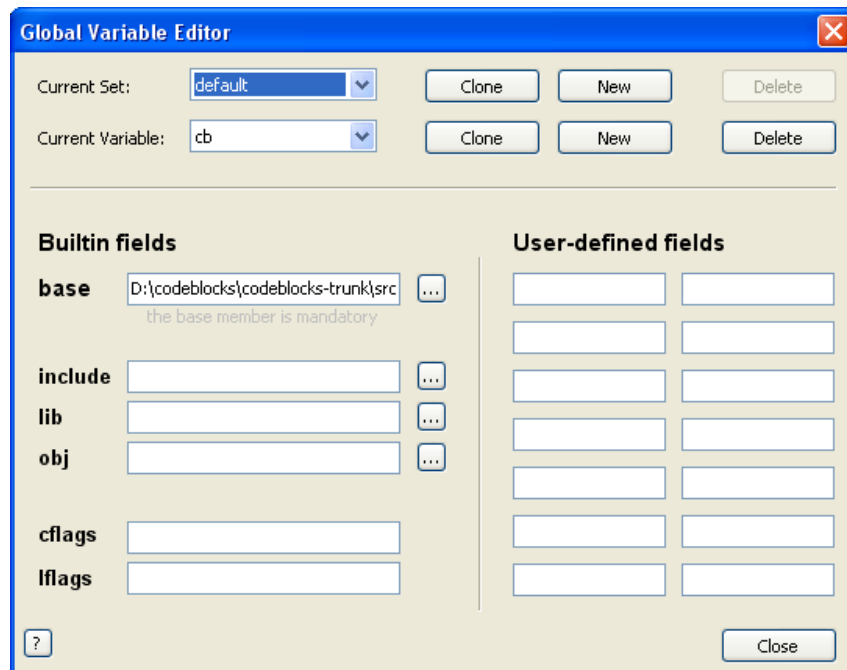 Global Variable Editor
Current Set: default Clone New Delete
Current Variable: cb Clone New Delete
Builtin fields
User-defined fields
base D:\codeblocks\codeblocks-trunk\src ...
the base member is mandatory
include ...
lib ...
obj ...
cflags
lflags
? Close